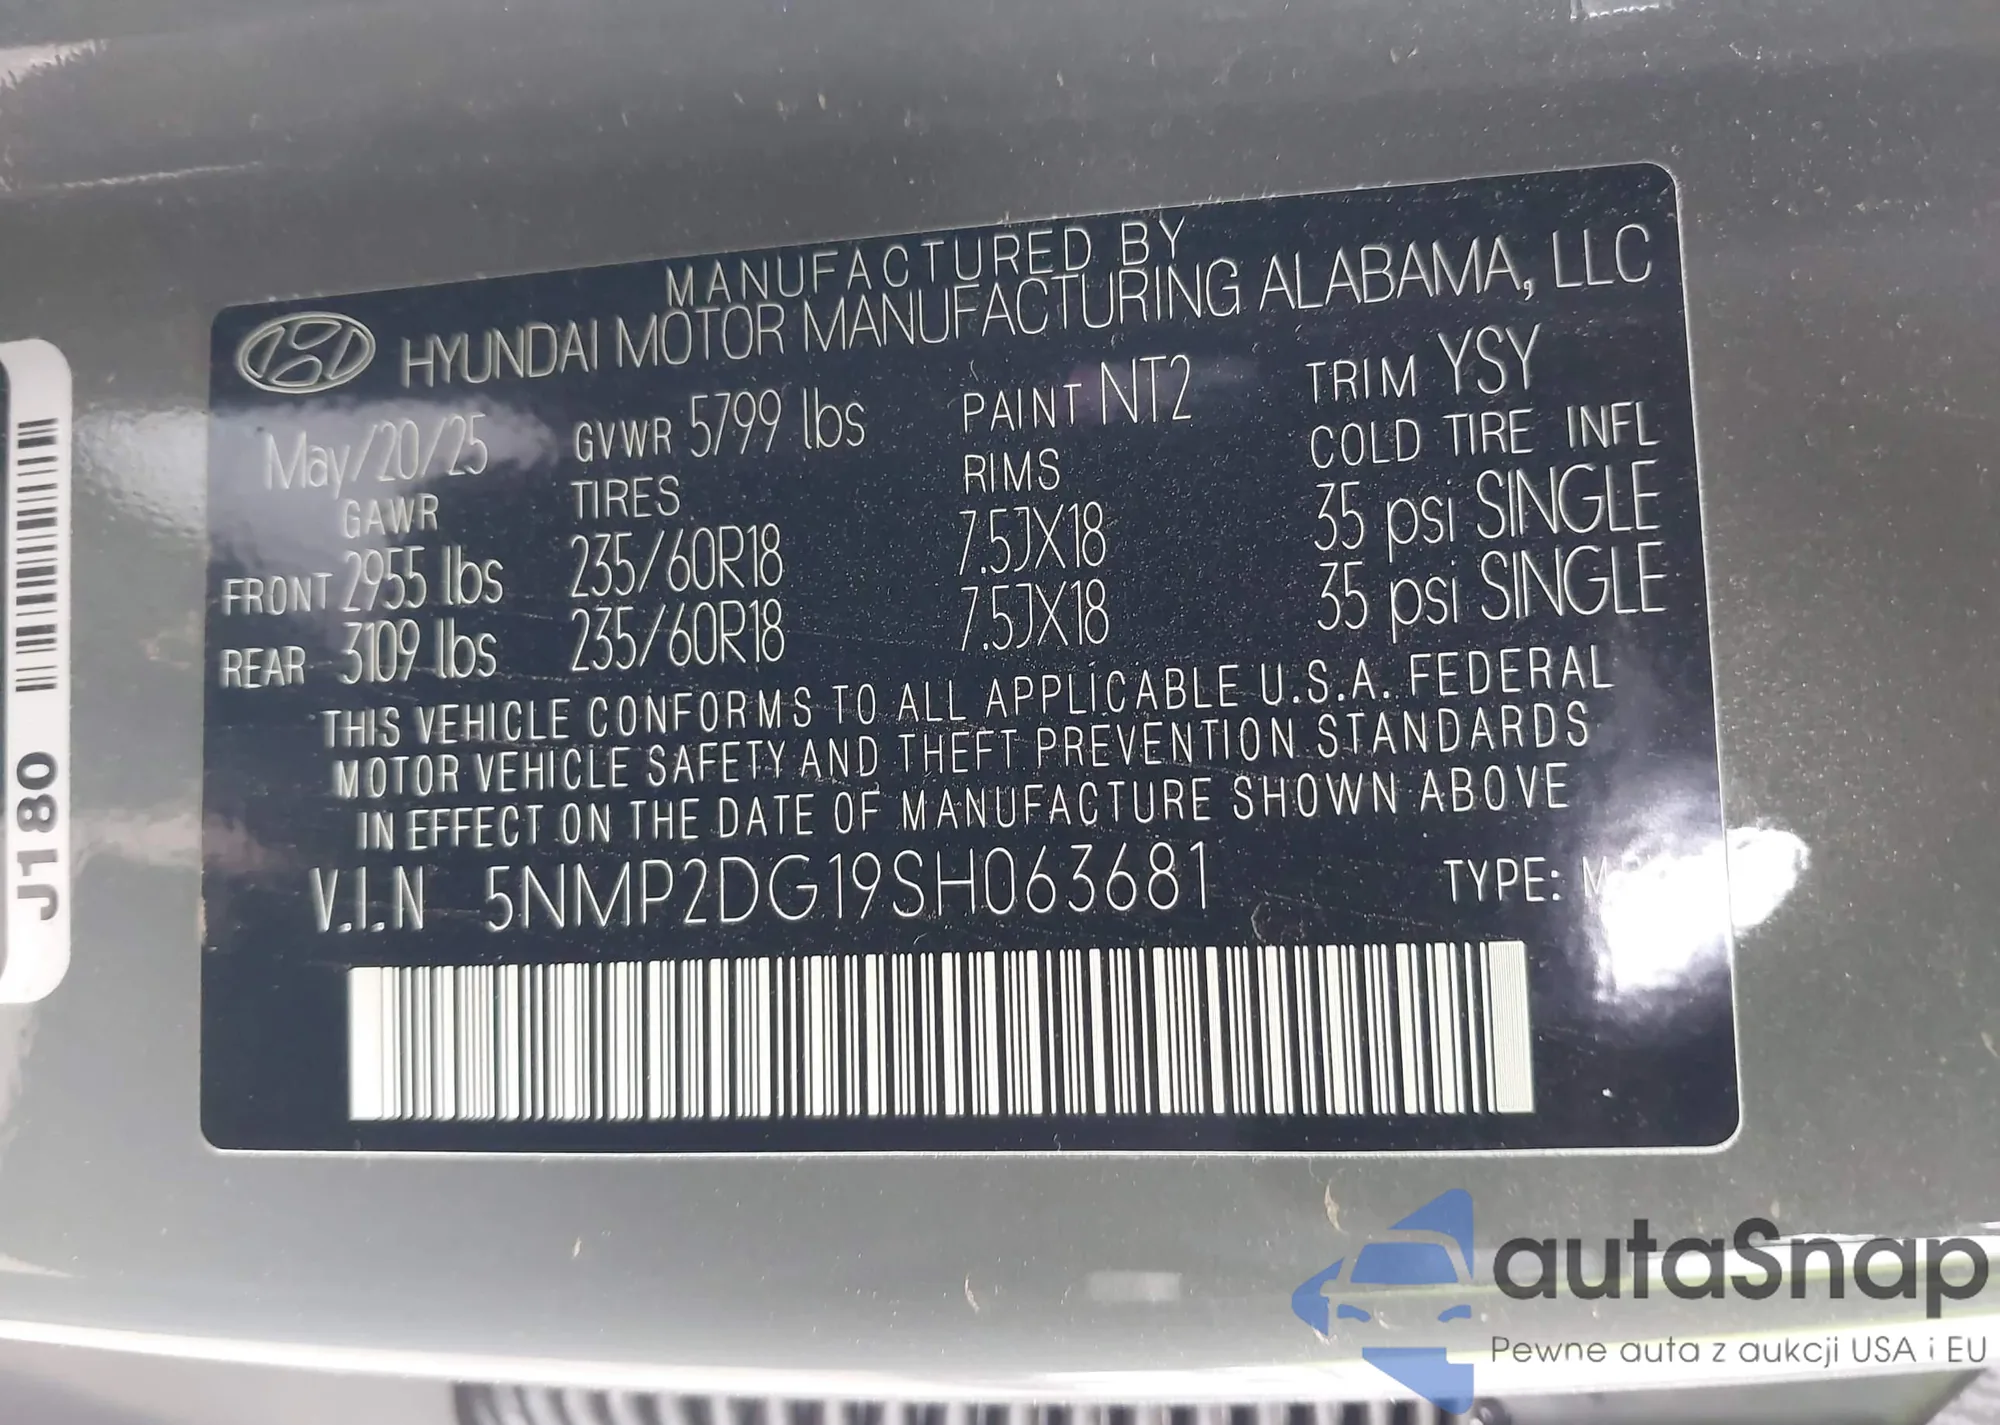 MANUFACTURED BY
HYUNDAI MOTOR MANUFACTURING ALABAMA, LLC
May/20/25 GVWR 5799 lbs PAINT NT2 TRIM YSY
GAWR TIRES RIMS COLD TIRE INFL
FRONT 2955 lbs 235/60R18 7.5JX18 35 psi SINGLE
REAR 3109 lbs 235/60R18 7.5JX18 35 psi SINGLE
THIS VEHICLE CONFORMS TO ALL APPLICABLE U.S.A. FEDERAL
MOTOR VEHICLE SAFETY AND THEFT PREVENTION STANDARDS
IN EFFECT ON THE DATE OF MANUFACTURE SHOWN ABOVE
V.I.N 5NMP2DG19SH063681 TYPE:
J180
autoSnap
Pewne auta z aukcji USA i EU